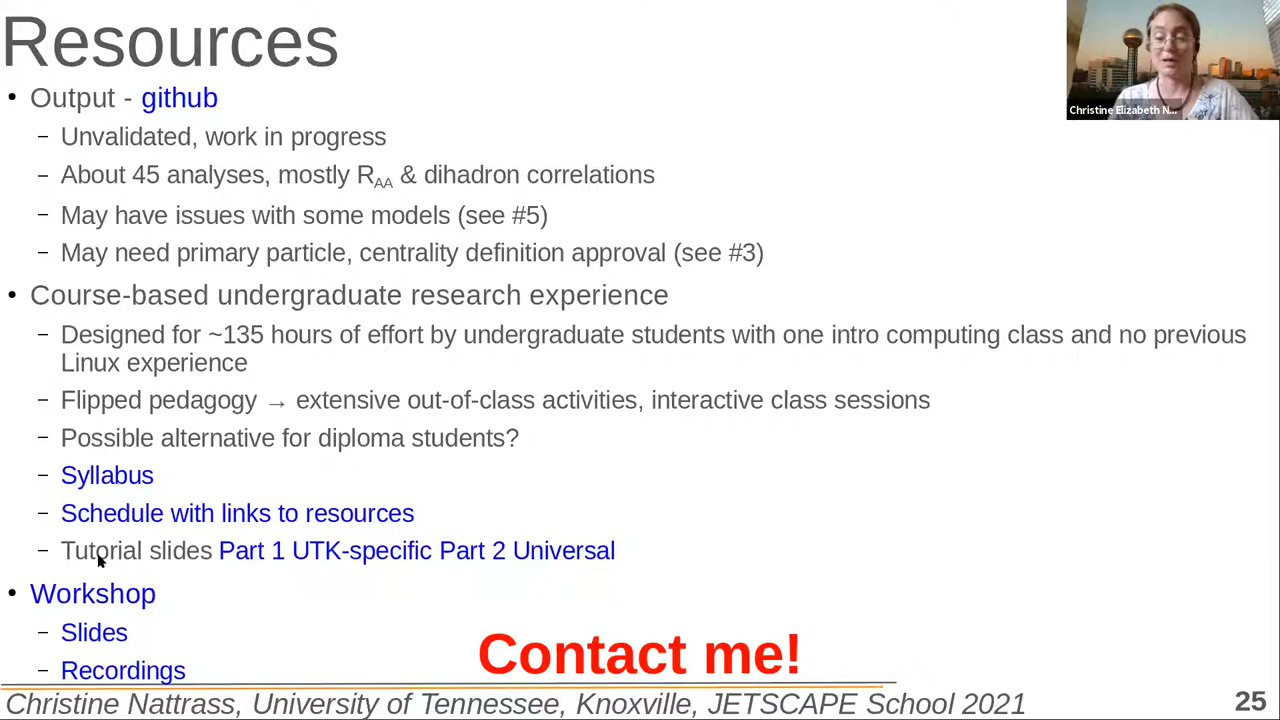 Resources
• Output - github
– Unvalidated, work in progress
– About 45 analyses, mostly RAA & dihadron correlations
– May have issues with some models (see #5)
– May need primary particle, centrality definition approval (see #3)
• Course-based undergraduate research experience
– Designed for ~135 hours of effort by undergraduate students with one intro computing class and no previous
Linux experience
– Flipped pedagogy → extensive out-of-class activities, interactive class sessions
– Possible alternative for diploma students?
– Syllabus
– Schedule with links to resources
– Tutorial slides Part 1 UTK-specific Part 2 Universal
• Workshop
– Slides
– Recordings
Contact me!
Christine Nattrass, University of Tennessee, Knoxville, JETSCAPE School 2021
25
Christine Elizabeth N...